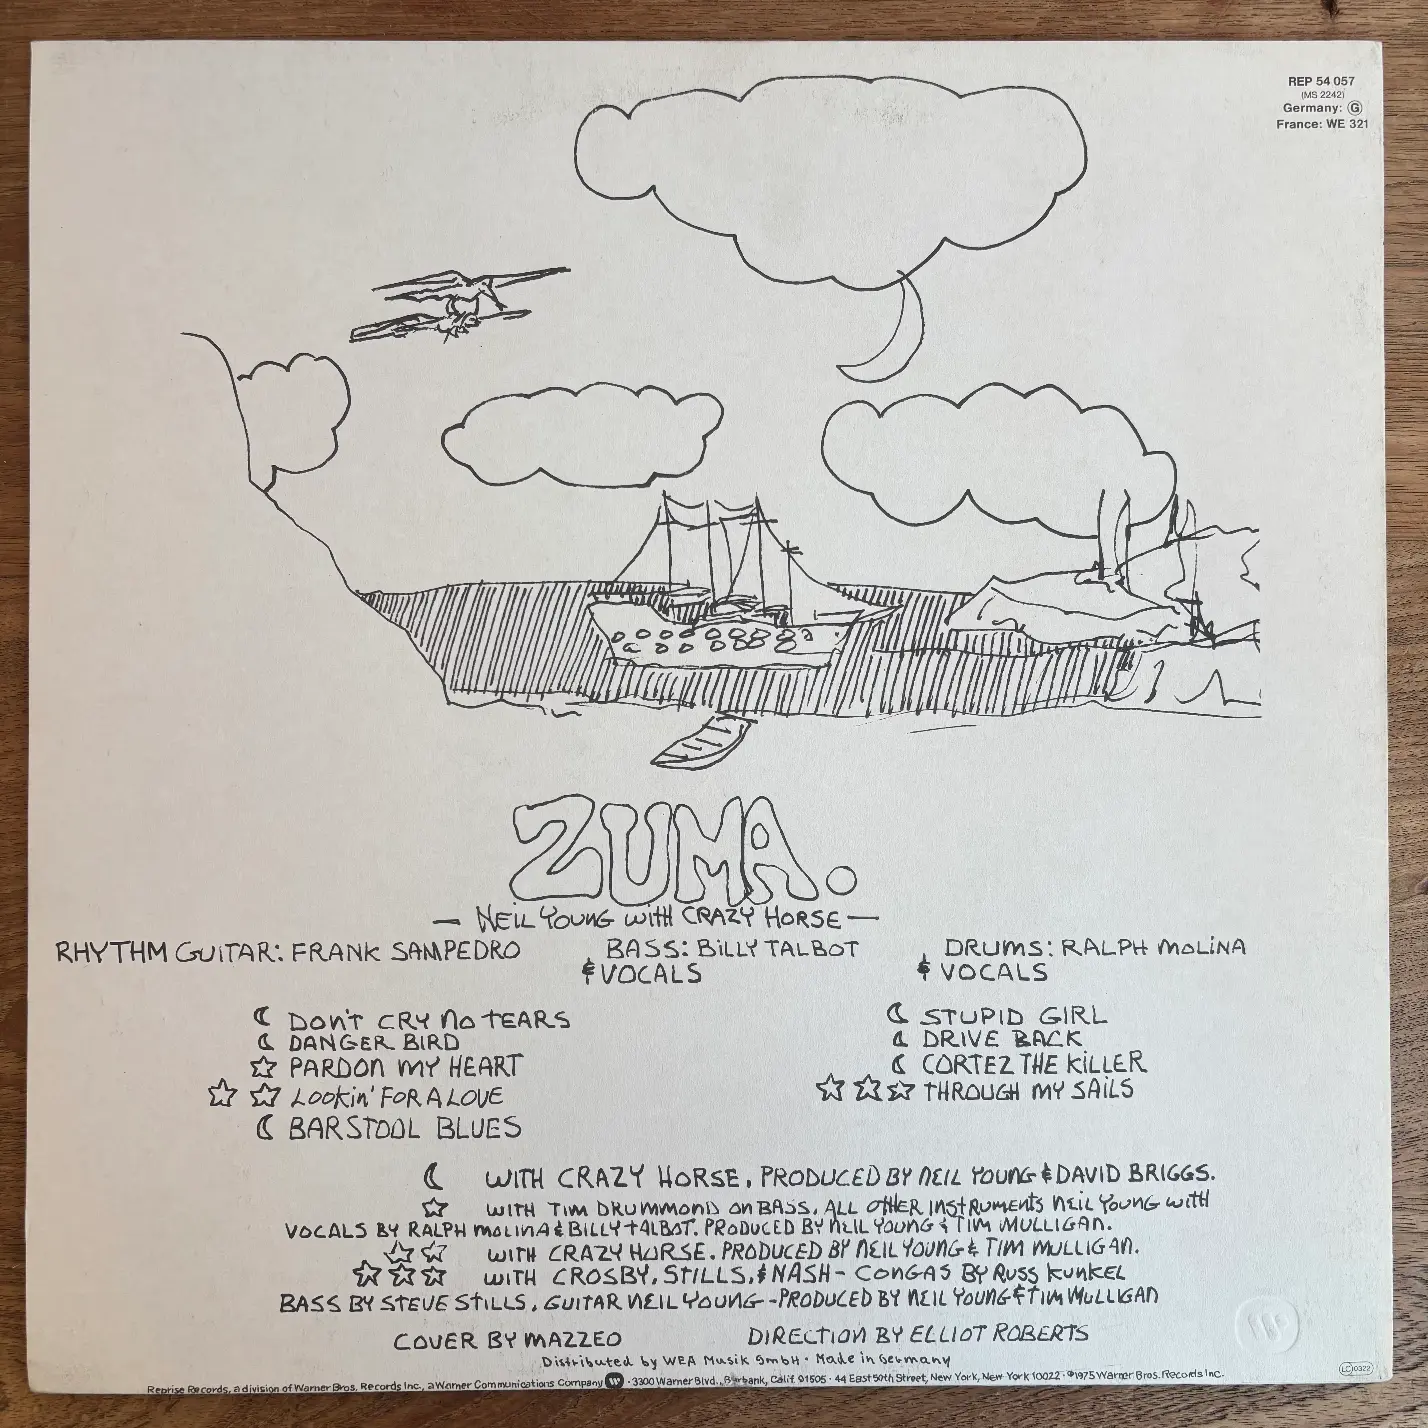 REP 54 057
(MS 2242)
Germany: G
France: WE 321
ZUMA.
— NEIL YOUNG WITH CRAZY HORSE —
RHYTHM GUITAR: FRANK SAMPEDRO BASS: BILLY TALBOT DRUMS: RALPH MOLINA
& VOCALS & VOCALS
DON'T CRY NO TEARS
DANGER BIRD
PARDON MY HEART
LOOKIN' FOR A LOVE
BARSTOOL BLUES
STUPID GIRL
DRIVE BACK
CORTEZ THE KILLER
THROUGH MY SAILS
WITH CRAZY HORSE. PRODUCED BY NEIL YOUNG & DAVID BRIGGS.
WITH TIM DRUMMOND ON BASS. ALL OTHER INSTRUMENTS NEIL YOUNG WITH
VOCALS BY RALPH MOLINA & BILLY TALBOT. PRODUCED BY NEIL YOUNG & TIM MULLIGAN.
WITH CRAZY HORSE. PRODUCED BY NEIL YOUNG & TIM MULLIGAN.
WITH CROSBY, STILLS, & NASH - CONGAS BY RUSS KUNKEL
BASS BY STEVE STILLS. GUITAR NEIL YOUNG - PRODUCED BY NEIL YOUNG & TIM MULLIGAN
COVER BY MAZZEO DIRECTION BY ELLIOT ROBERTS
Distributed by WEA Musik GmbH · Made in Germany
LC 0322
Reprise Records, a division of Warner Bros. Records Inc., a Warner Communications Company · 3300 Warner Blvd., Burbank, Calif. 91505 · 44 East 50th Street, New York, New York 10022 · ℗1975 Warner Bros. Records Inc.